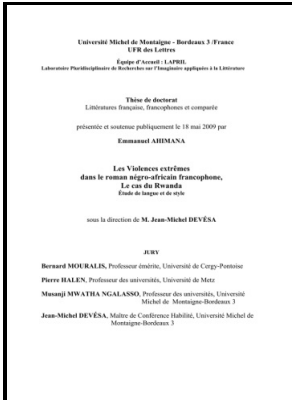 Université Michel de Montaigne - Bordeaux 3 /France
UFR des Lettres
Équipe d'Accueil : LAPRIL
Laboratoire Pluridisciplinaire de Recherches sur l'Imaginaire appliquées à la Littérature
Thèse de doctorat
Littératures française, francophones et comparée
présentée et soutenue publiquement le 18 mai 2009 par
Emmanuel AHIMANA
Les Violences extrêmes
dans le roman négro-africain francophone,
Le cas du Rwanda
Étude de langue et de style
sous la direction de M. Jean-Michel DEVÉSA
JURY
Bernard MOURALIS, Professeur émérite, Université de Cergy-Pontoise
Pierre HALEN, Professeur des universités, Université de Metz
Musanji MWATHA NGALASSO, Professeur des universités, Université
Michel de Montaigne-Bordeaux 3
Jean-Michel DEVÉSA, Maître de Conférence Habilité, Université Michel de
Montaigne-Bordeaux 3